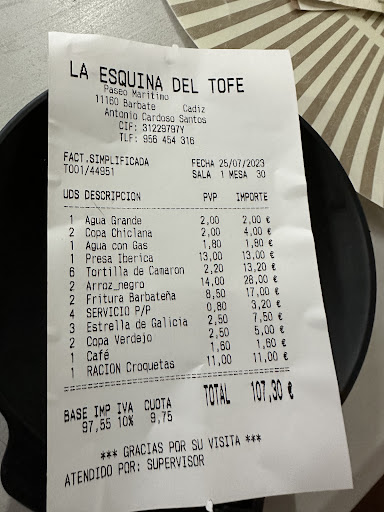 LA ESQUINA DEL TOFE
Paseo Maritimo
11160 Barbate Cadiz
Antonio Cardoso Santos
CIF: 31229797Y
TLF: 956 454 316
FACT.SIMPLIFICADA FECHA 25/07/2023
T001/44951 SALA 1 MESA 30
UDS DESCRIPCION PVP IMPORTE
1 Agua Grande 2,00 2,00 €
2 Copa Chiclana 2,00 4,00 €
1 Agua con Gas 1,80 1,80 €
1 Presa Iberica 13,00 13,00 €
6 Tortilla de Camaron 2,20 13,20 €
2 Arroz_negro 14,00 28,00 €
2 Fritura Barbateña 8,50 17,00 €
4 SERVICIO P/P 0,80 3,20 €
3 Estrella de Galicia 2,50 7,50 €
2 Copa Verdejo 2,50 5,00 €
1 Café 1,60 1,60 €
1 RACION Croquetas 11,00 11,00 €
BASE IMP IVA CUOTA TOTAL 107,30 €
97,55 10% 9,75
*** GRACIAS POR SU VISITA ***
ATENDIDO POR: SUPERVISOR